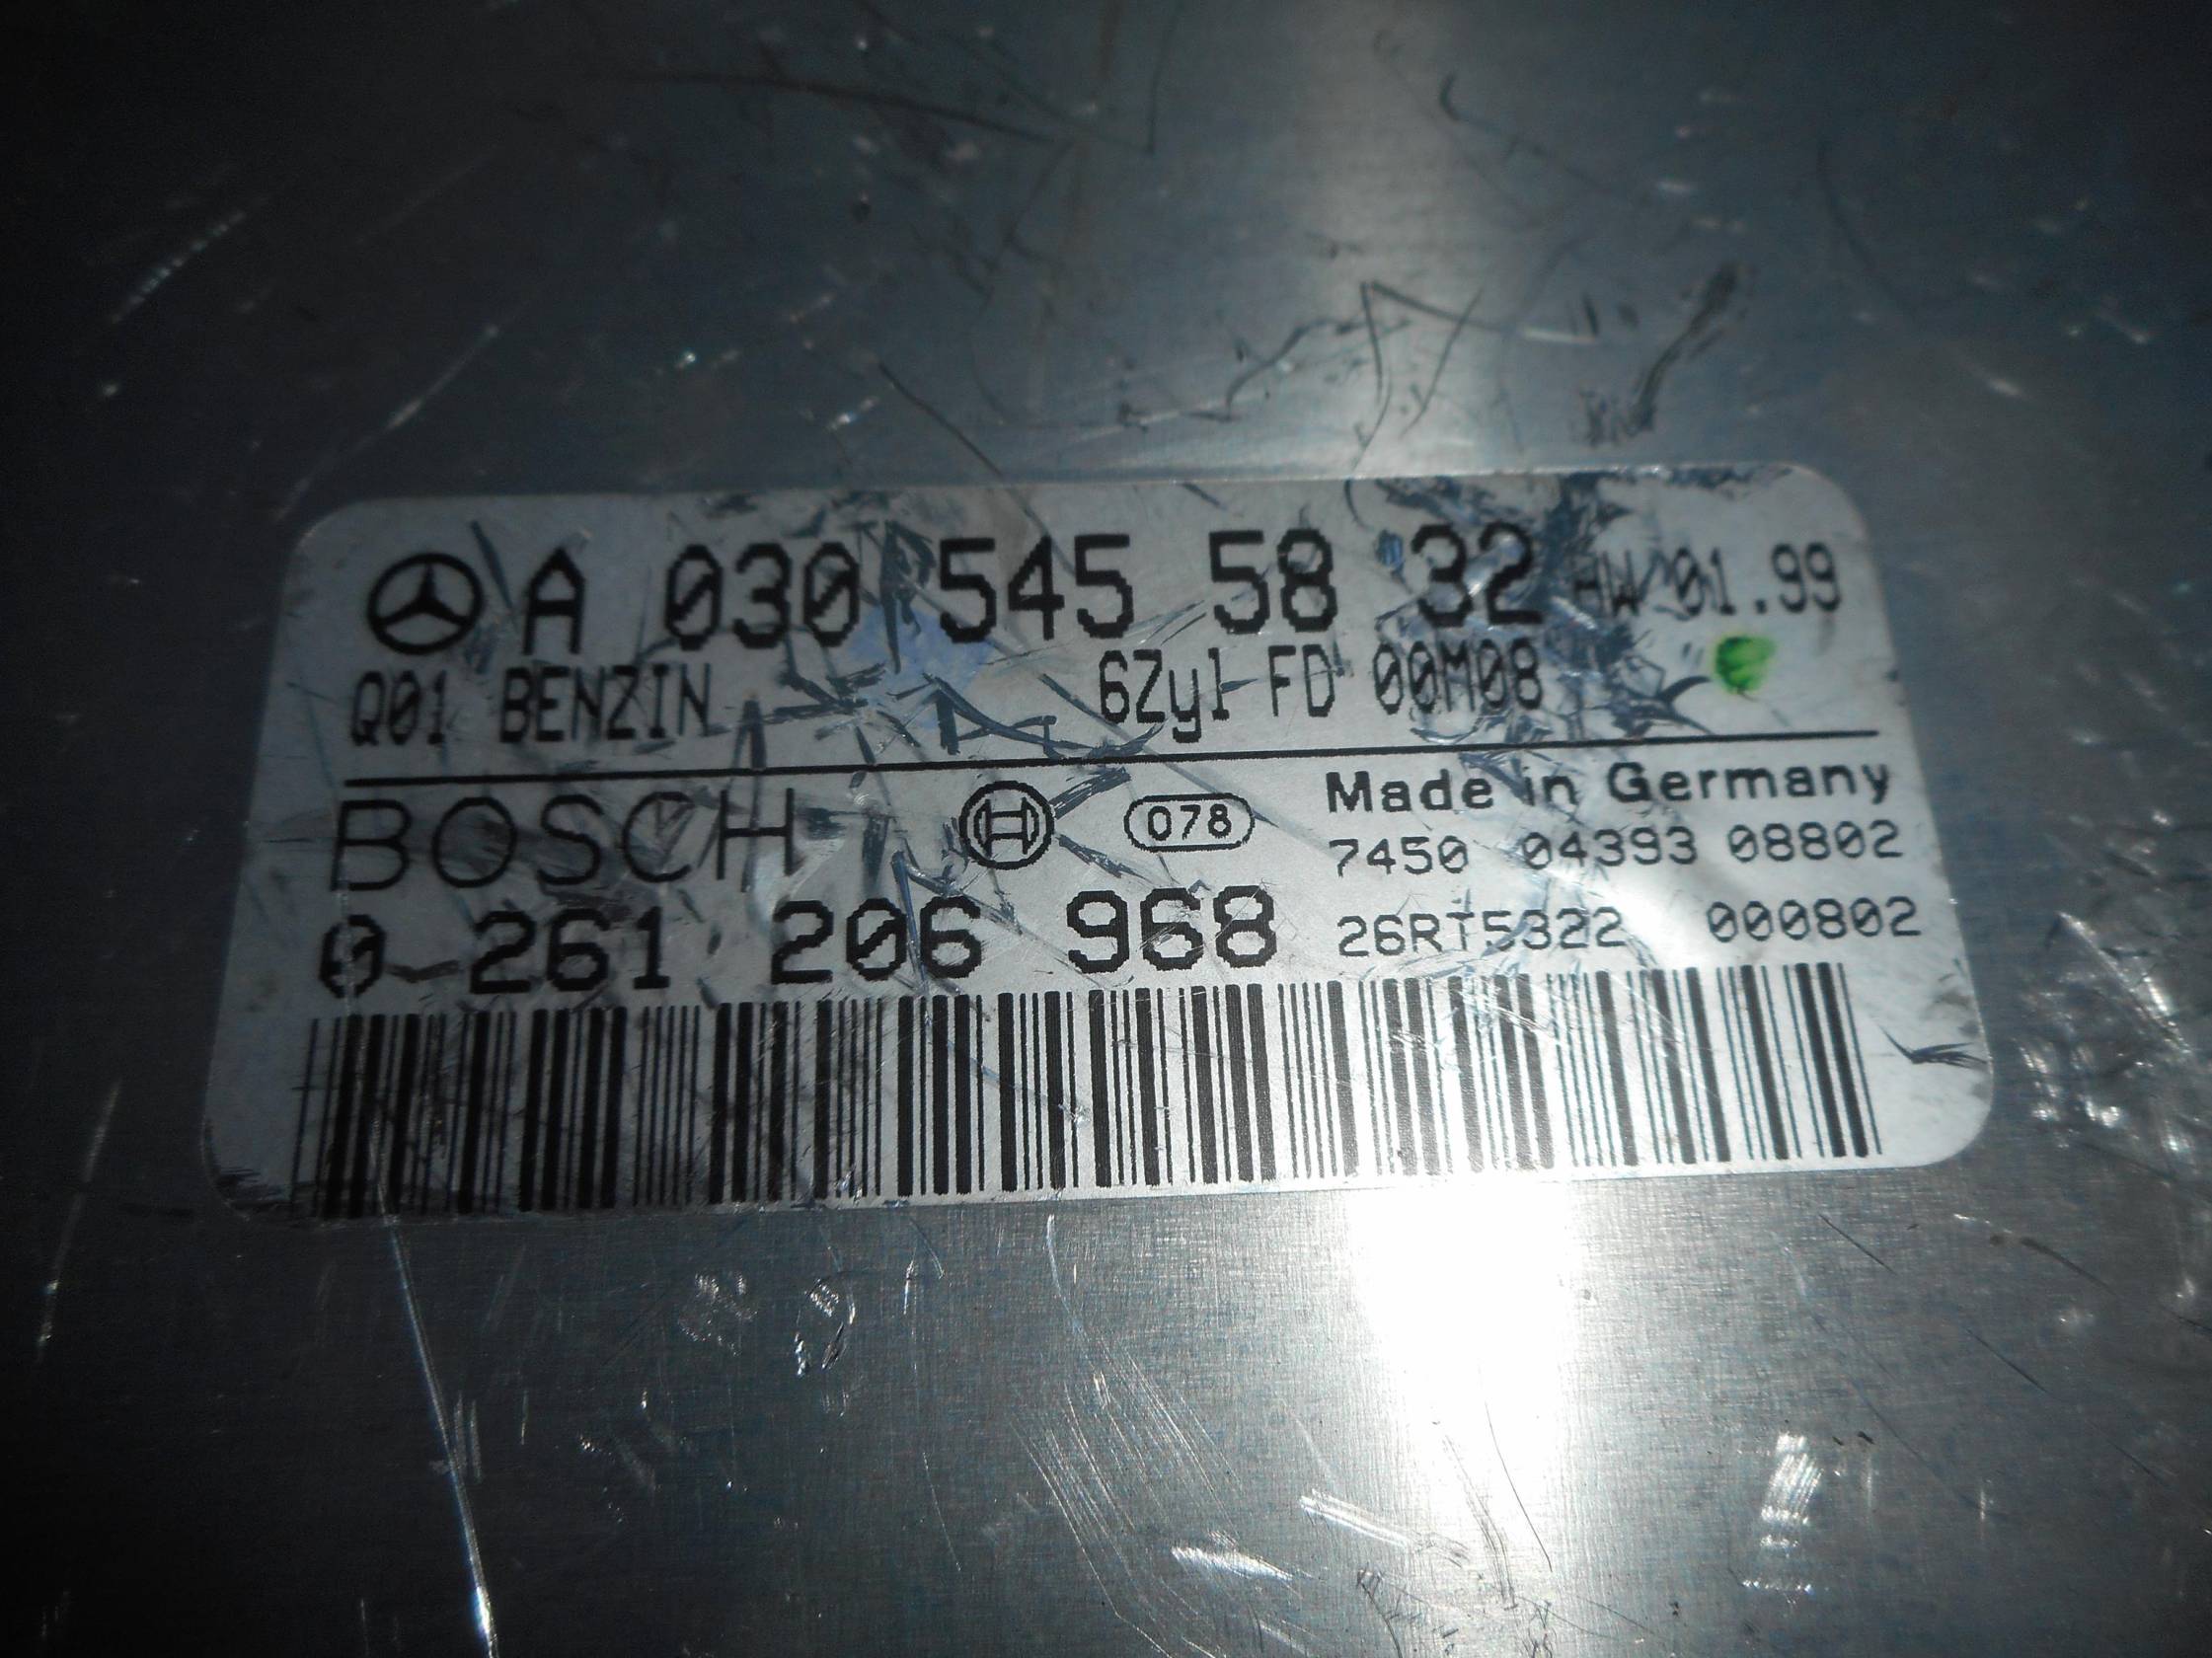 A 030 545 58 32 HW 01.99
Q01 BENZIN 6Zyl FD 00M08
BOSCH 078 Made in Germany
7450 04393 08802
0 261 206 968 26RT5322 000802